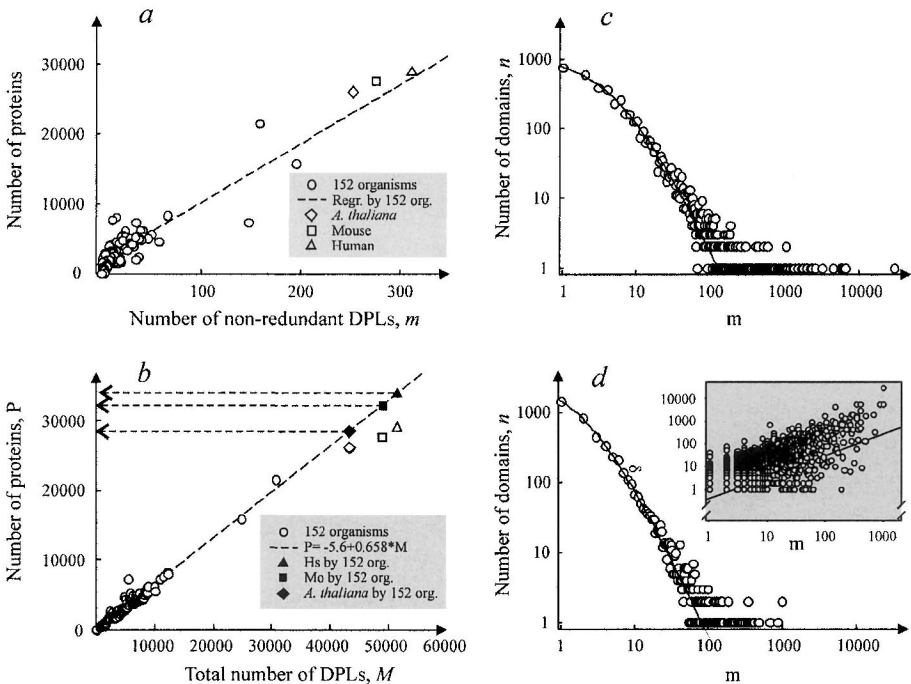 a
Number of proteins
30000
20000
10000
0
152 organisms
Regr. by 152 org.
A. thaliana
Mouse
Human
100
200
300
Number of non-redundant DPLs, m
c
Number of domains, n
1000
100
10
1
1
10
100
1000
10000
m
b
Number of proteins, P
30000
20000
10000
0
152 organisms
P= -5.6+0.658*M
Hs by 152 org.
Mo by 152 org.
A. thaliana by 152 org.
0
10000
20000
30000
40000
50000
60000
Total number of DPLs, M
d
Number of domains, n
1000
100
10
1
s
1
10
100
1000
10000
m
10000
1000
100
10
1
1
10
100
1000
m